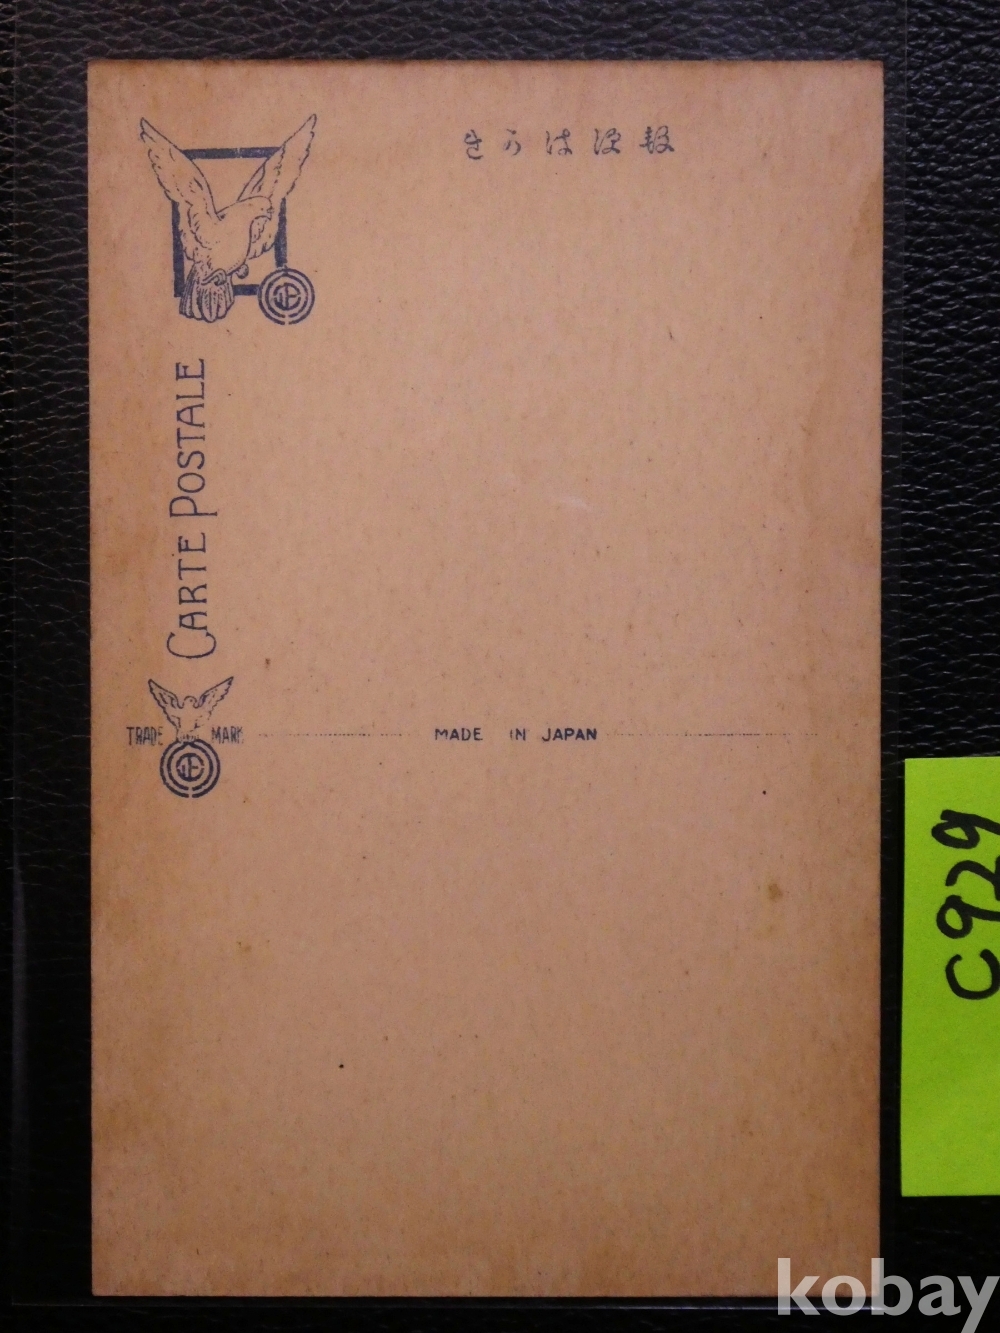 きかは便郵
CARTE POSTALE
TRADE MARK
MADE IN JAPAN
C929
kobay